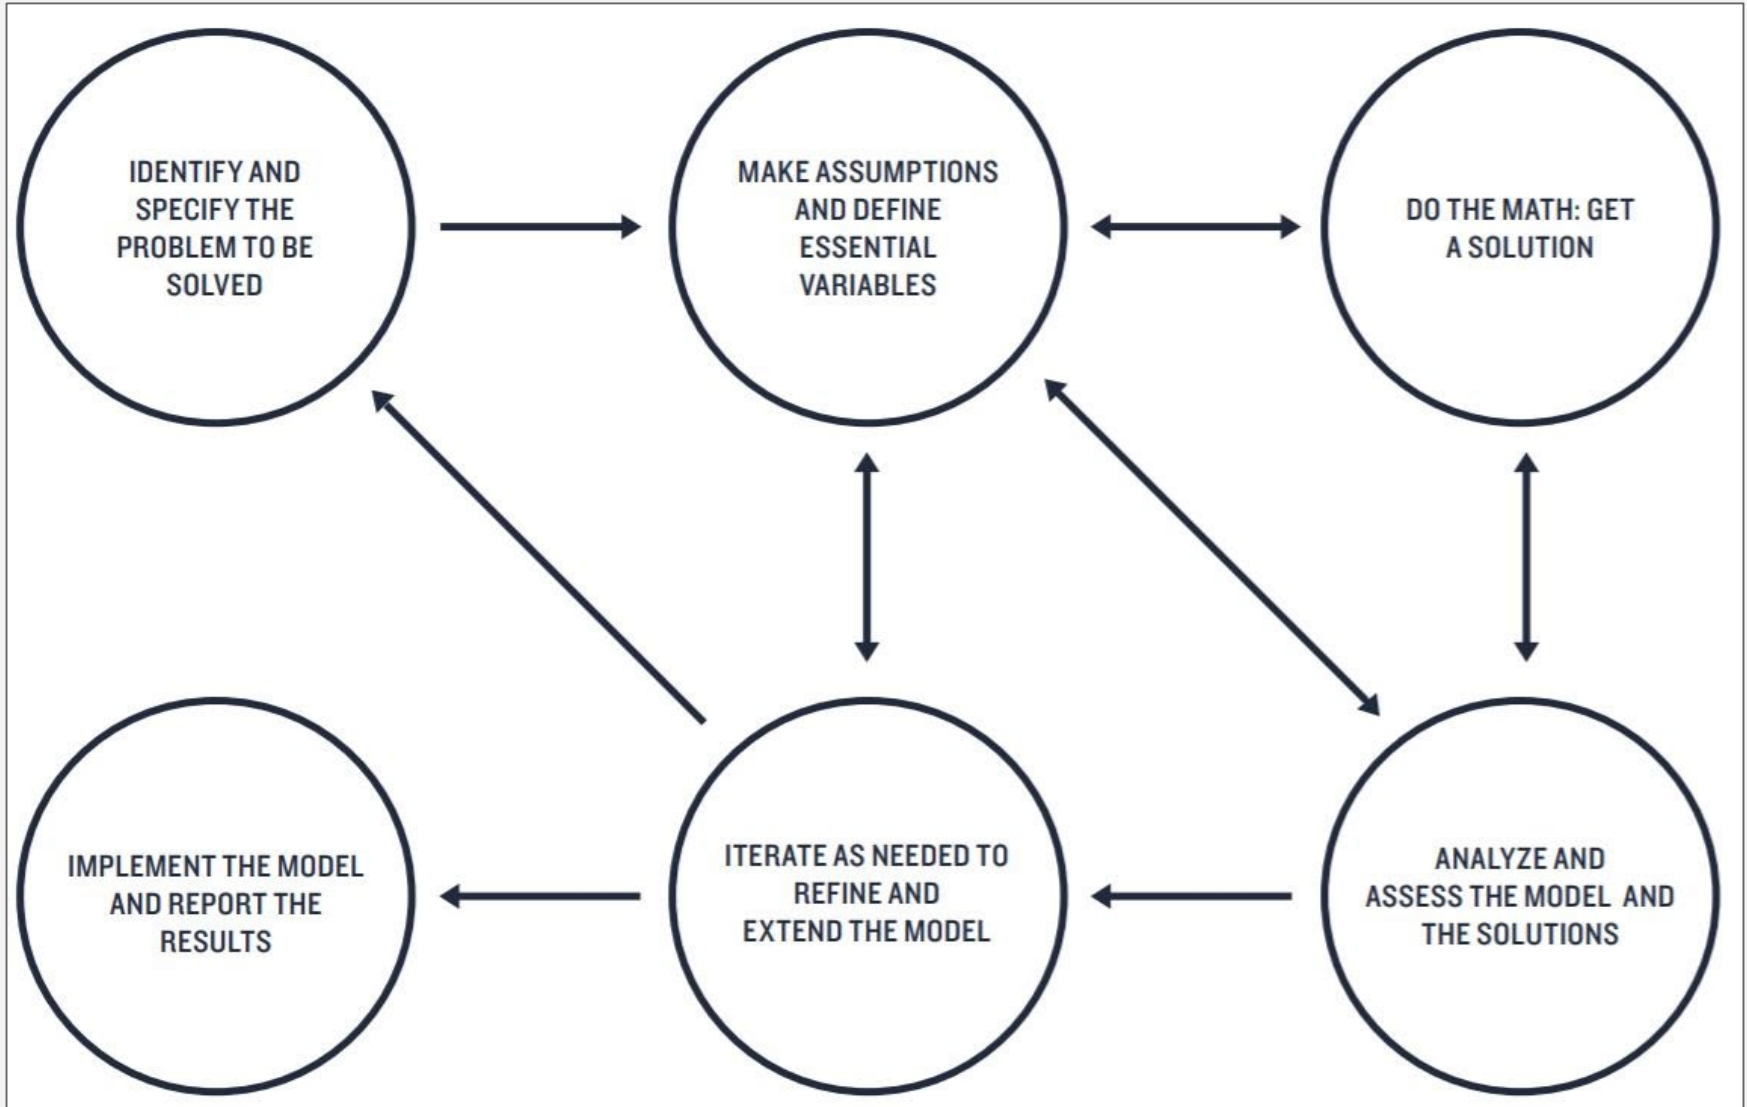 IDENTIFY AND
SPECIFY THE
PROBLEM TO BE
SOLVED
MAKE ASSUMPTIONS
AND DEFINE
ESSENTIAL
VARIABLES
DO THE MATH: GET
A SOLUTION
IMPLEMENT THE MODEL
AND REPORT THE
RESULTS
ITERATE AS NEEDED TO
REFINE AND
EXTEND THE MODEL
ANALYZE AND
ASSESS THE MODEL AND
THE SOLUTIONS